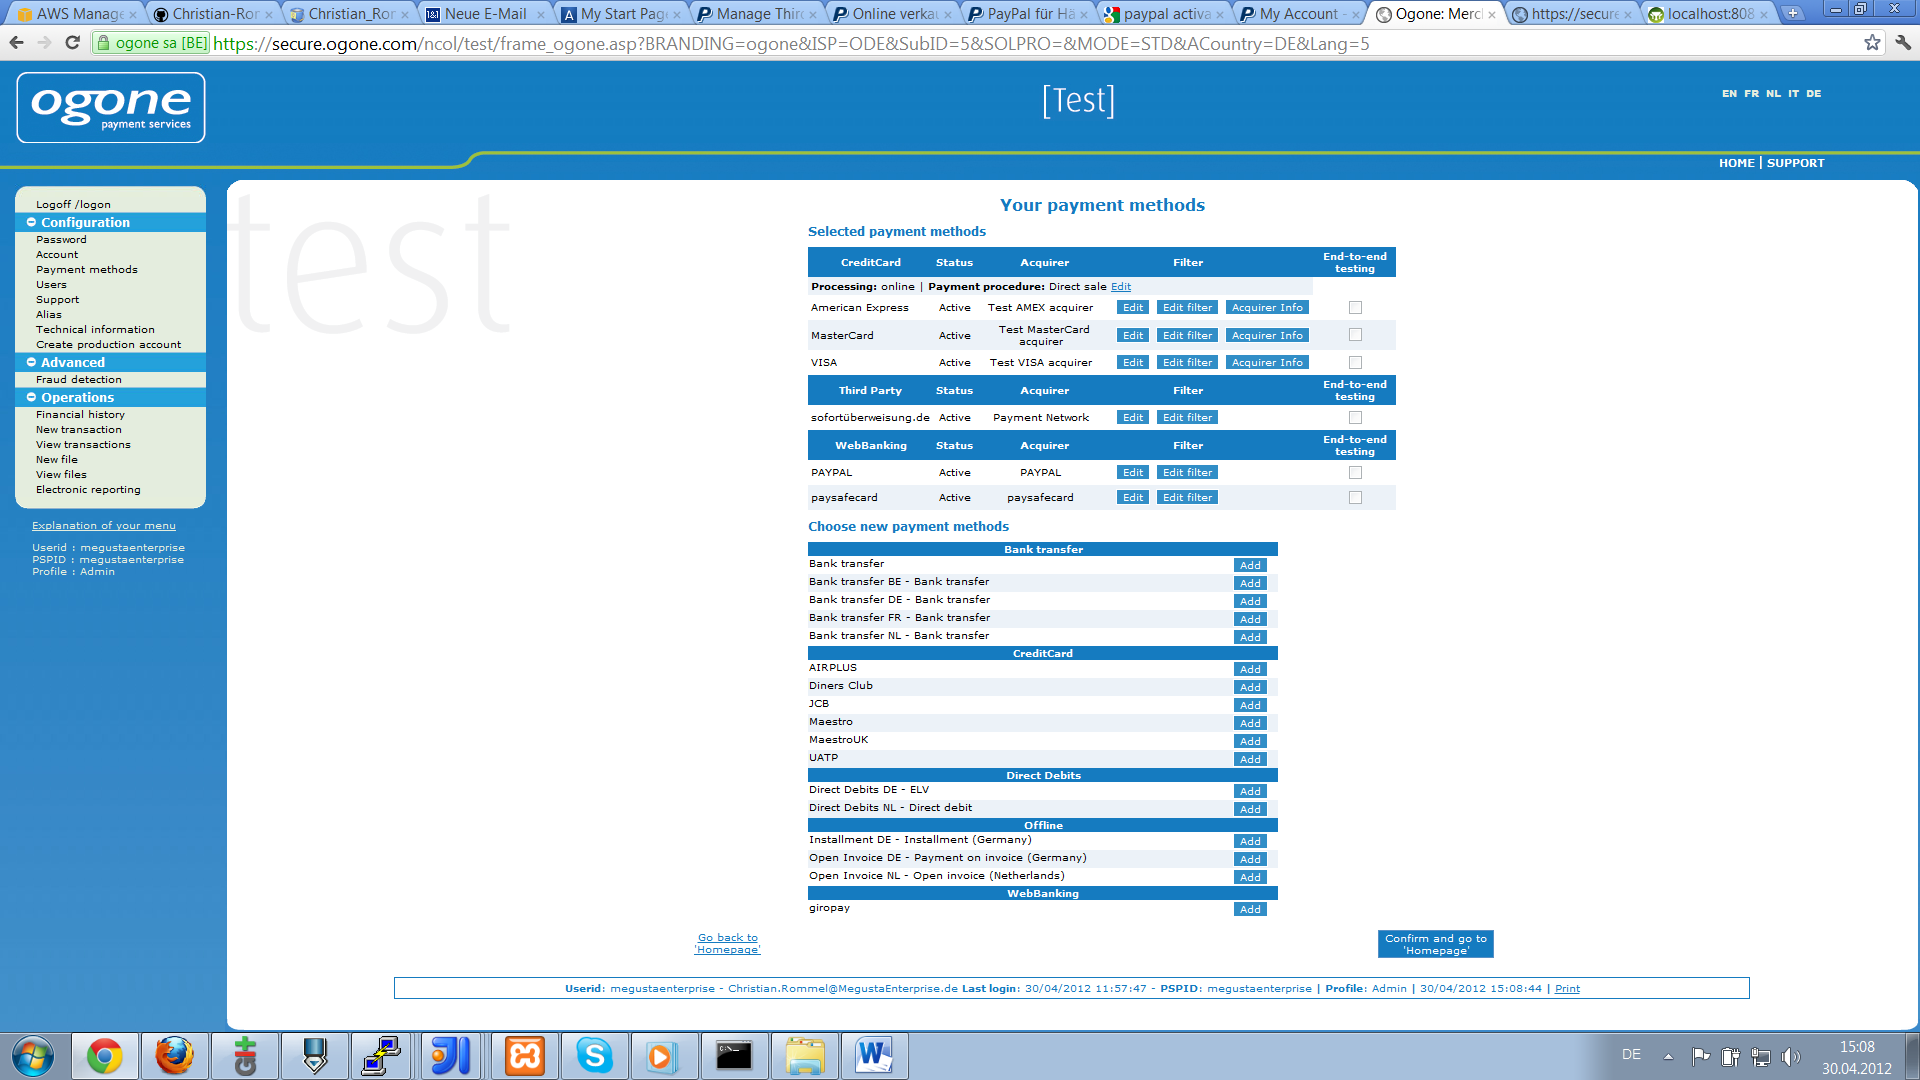 AWS Manage
Christian-Ror
Christian_Ror
Neue E-Mail
My Start Page
Manage Third
Online verkau
PayPal für Hä
paypal activa
My Account -
Ogone: Merch
https://secure
localhost:808
ogone sa [BE] https://secure.ogone.com/ncol/test/frame_ogone.asp?BRANDING=ogone&ISP=ODE&SubID=5&SOLPRO=&MODE=STD&ACountry=DE&Lang=5
ogone
payment services
[Test]
EN FR NL IT DE
HOME | SUPPORT
Logoff /logon
Configuration
Password
Account
Payment methods
Users
Support
Alias
Technical information
Create production account
Advanced
Fraud detection
Operations
Financial history
New transaction
View transactions
New file
View files
Electronic reporting
Explanation of your menu
Userid : megustaenterprise
PSPID : megustaenterprise
Profile : Admin
test
Your payment methods
Selected payment methods
CreditCard Status Acquirer Filter End-to-end testing
Processing: online | Payment procedure: Direct sale Edit
American Express Active Test AMEX acquirer Edit Edit filter Acquirer Info
MasterCard Active Test MasterCard acquirer Edit Edit filter Acquirer Info
VISA Active Test VISA acquirer Edit Edit filter Acquirer Info
Third Party Status Acquirer Filter End-to-end testing
sofortüberweisung.de Active Payment Network Edit Edit filter
WebBanking Status Acquirer Filter End-to-end testing
PAYPAL Active PAYPAL Edit Edit filter
paysafecard Active paysafecard Edit Edit filter
Choose new payment methods
Bank transfer
Bank transfer Add
Bank transfer BE - Bank transfer Add
Bank transfer DE - Bank transfer Add
Bank transfer FR - Bank transfer Add
Bank transfer NL - Bank transfer Add
CreditCard
AIRPLUS Add
Diners Club Add
JCB Add
Maestro Add
MaestroUK Add
UATP Add
Direct Debits
Direct Debits DE - ELV Add
Direct Debits NL - Direct debit Add
Offline
Installment DE - Installment (Germany) Add
Open Invoice DE - Payment on invoice (Germany) Add
Open Invoice NL - Open invoice (Netherlands) Add
WebBanking
giropay Add
Go back to
'Homepage'
Confirm and go to
'Homepage'
Userid: megustaenterprise - Christian.Rommel@MegustaEnterprise.de Last login: 30/04/2012 11:57:47 - PSPID: megustaenterprise | Profile: Admin | 30/04/2012 15:08:44 | Print
DE
15:08
30.04.2012